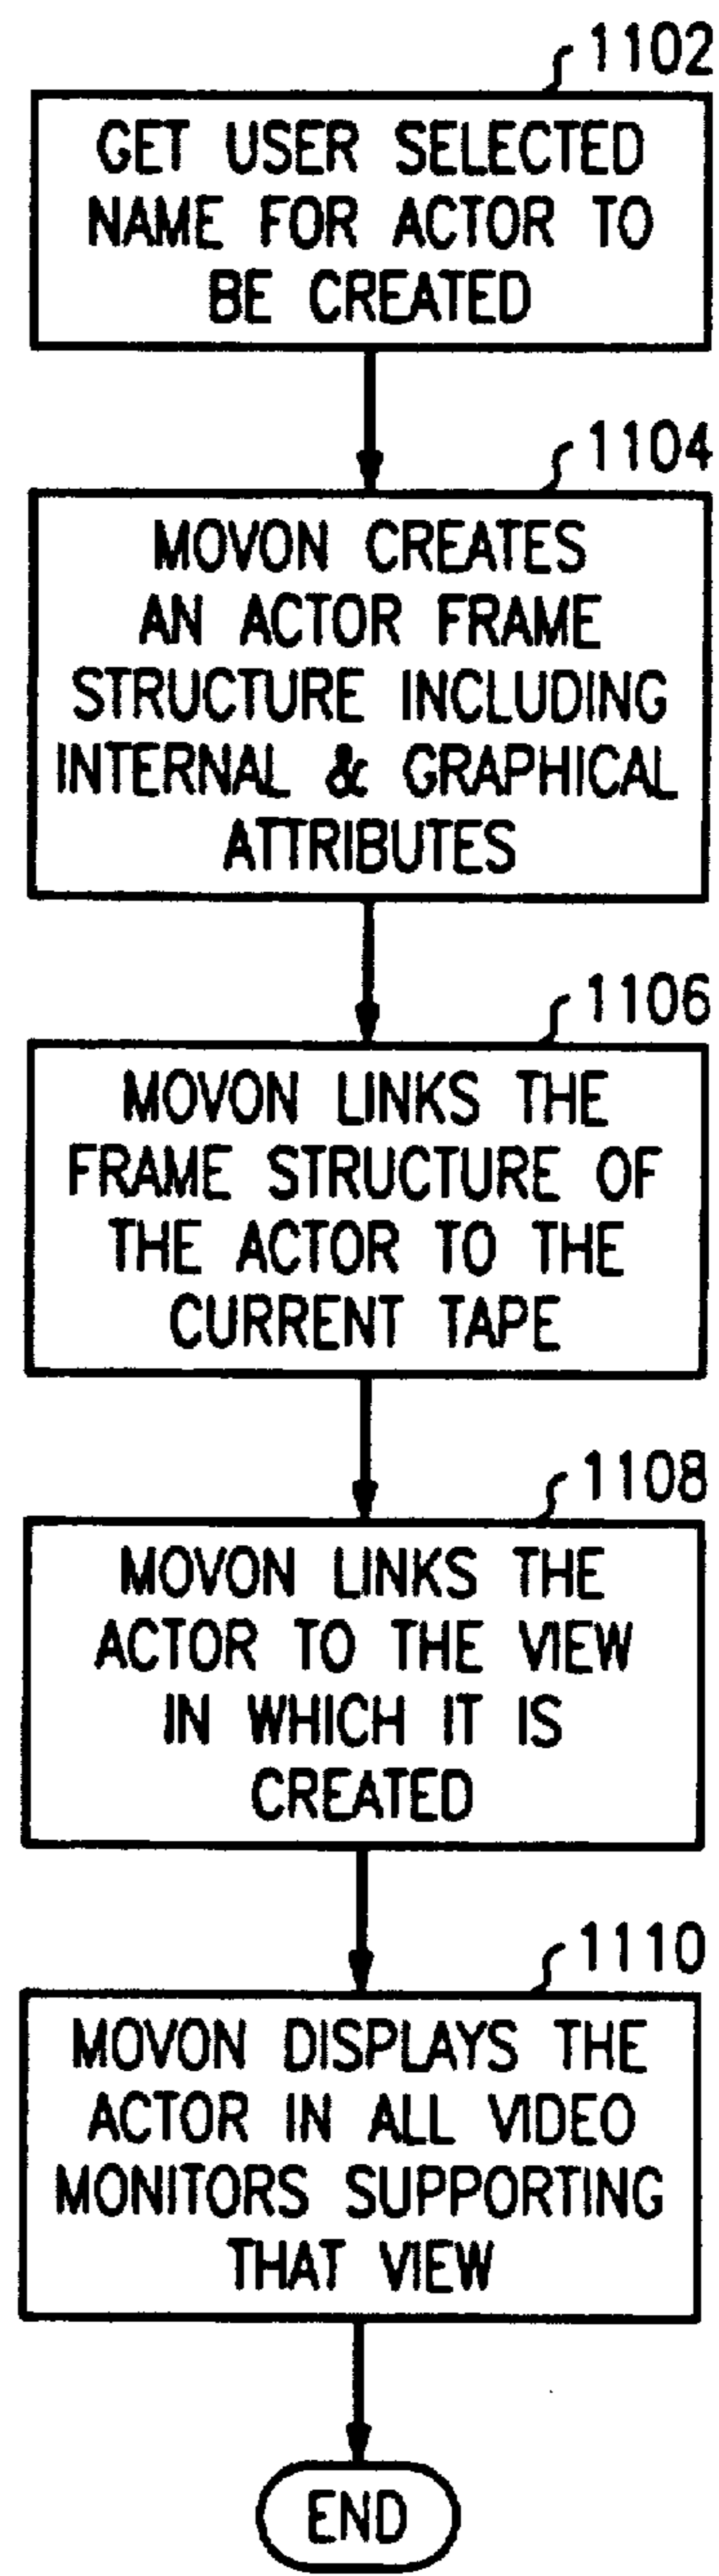 1102
GET USER SELECTED
NAME FOR ACTOR TO
BE CREATED
1104
MOVON CREATES
AN ACTOR FRAME
STRUCTURE INCLUDING
INTERNAL & GRAPHICAL
ATTRIBUTES
1106
MOVON LINKS THE
FRAME STRUCTURE OF
THE ACTOR TO THE
CURRENT TAPE
1108
MOVON LINKS THE
ACTOR TO THE VIEW
IN WHICH IT IS
CREATED
1110
MOVON DISPLAYS THE
ACTOR IN ALL VIDEO
MONITORS SUPPORTING
THAT VIEW
END